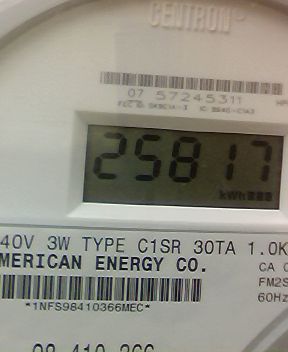 CENTRON
07 57245311
25817
kWh
40V 3W TYPE C1SR 30TA 1.0K
MERICAN ENERGY CO.
CA 0
FM2S
*1NFS98410366MEC*
60Hz